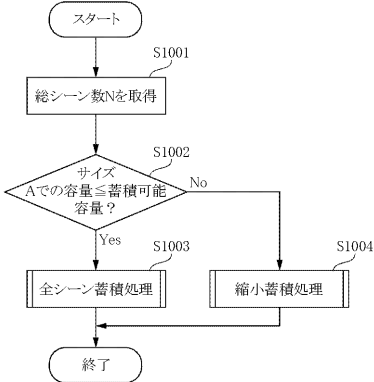 スタート
S1001
総シーン数Nを取得
S1002
サイズ
Aでの容量≦蓄積可能
容量?
No
Yes
S1003
全シーン蓄積処理
S1004
縮小蓄積処理
終了